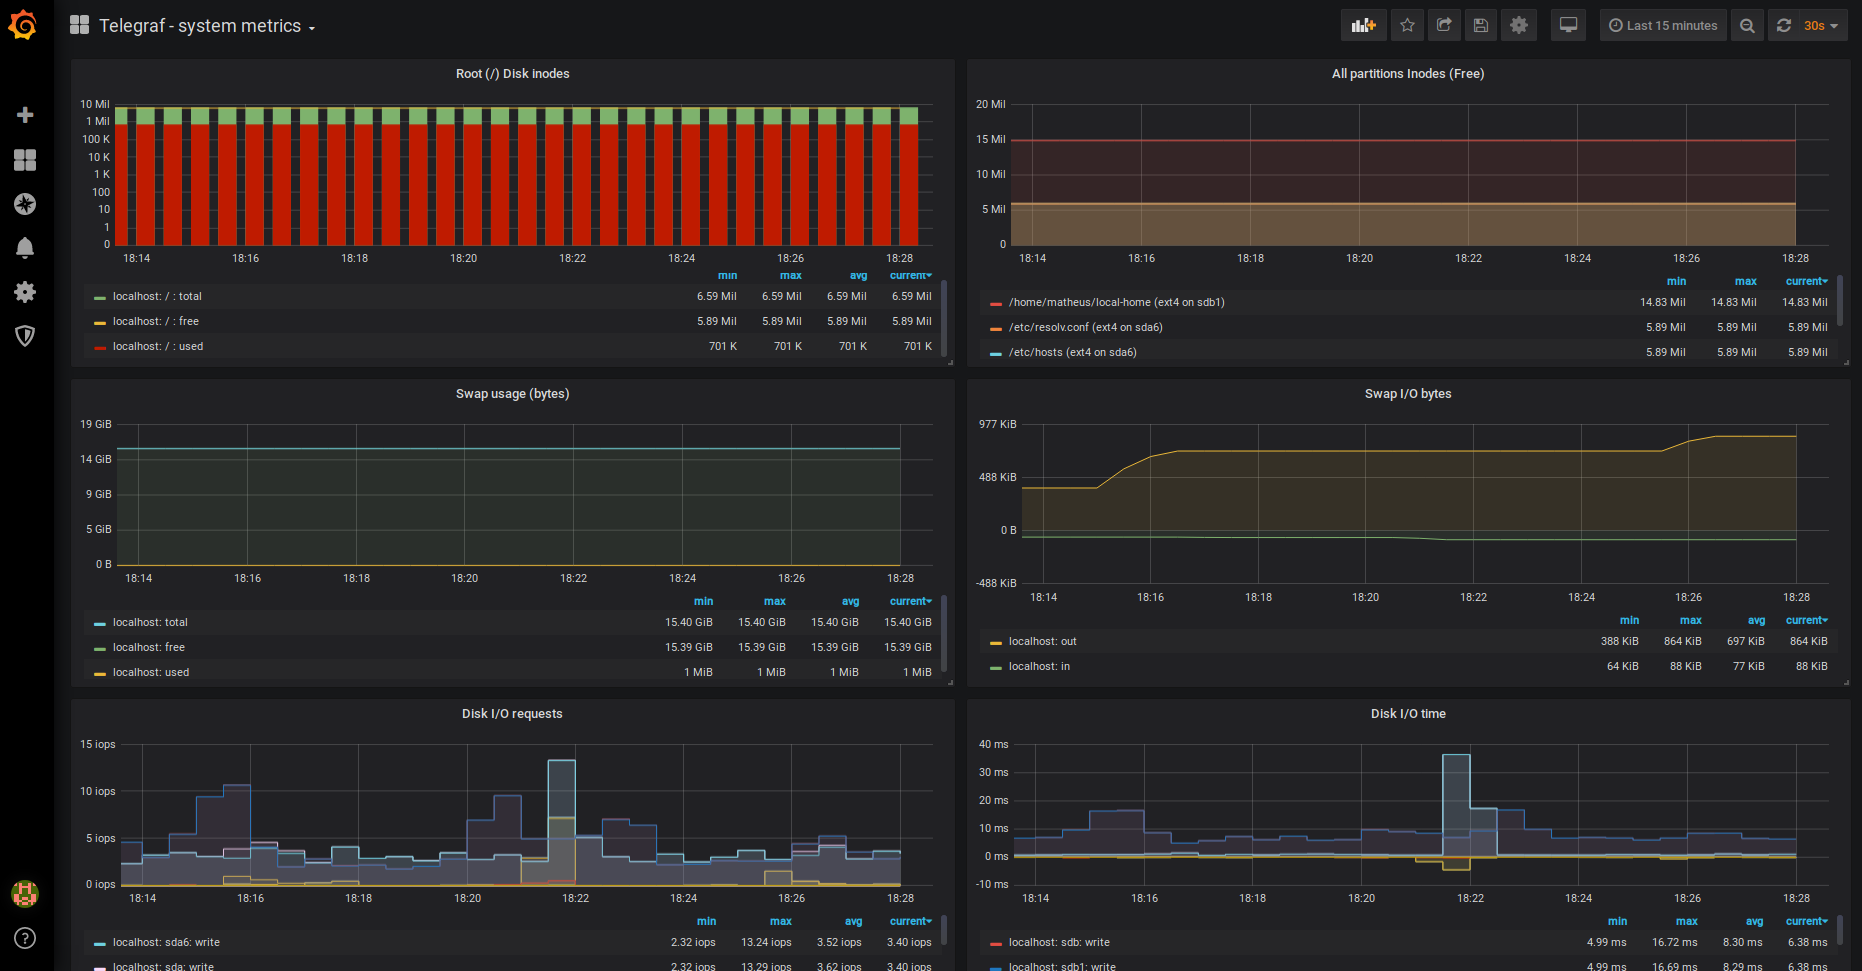 Telegraf - system metrics
Last 15 minutes
30s
Root (/) Disk inodes
10 Mil
1 Mil
100 K
10 K
1 K
100
10
1
0
18:14 18:16 18:18 18:20 18:22 18:24 18:26 18:28
min max avg current
localhost: / : total 6.59 Mil 6.59 Mil 6.59 Mil 6.59 Mil
localhost: / : free 5.89 Mil 5.89 Mil 5.89 Mil 5.89 Mil
localhost: / : used 701 K 701 K 701 K 701 K
All partitions Inodes (Free)
20 Mil
15 Mil
10 Mil
5 Mil
0
18:14 18:16 18:18 18:20 18:22 18:24 18:26 18:28
min max current
/home/matheus/local-home (ext4 on sdb1) 14.83 Mil 14.83 Mil 14.83 Mil
/etc/resolv.conf (ext4 on sda6) 5.89 Mil 5.89 Mil 5.89 Mil
/etc/hosts (ext4 on sda6) 5.89 Mil 5.89 Mil 5.89 Mil
Swap usage (bytes)
19 GiB
14 GiB
9 GiB
5 GiB
0 B
18:14 18:16 18:18 18:20 18:22 18:24 18:26 18:28
min max avg current
localhost: total 15.40 GiB 15.40 GiB 15.40 GiB 15.40 GiB
localhost: free 15.39 GiB 15.39 GiB 15.39 GiB 15.39 GiB
localhost: used 1 MiB 1 MiB 1 MiB 1 MiB
Swap I/O bytes
977 KiB
488 KiB
0 B
-488 KiB
18:14 18:16 18:18 18:20 18:22 18:24 18:26 18:28
min max avg current
localhost: out 388 KiB 864 KiB 697 KiB 864 KiB
localhost: in 64 KiB 88 KiB 77 KiB 88 KiB
Disk I/O requests
15 iops
10 iops
5 iops
0 iops
18:14 18:16 18:18 18:20 18:22 18:24 18:26 18:28
min max avg current
localhost: sda6: write 2.32 iops 13.24 iops 3.52 iops 3.40 iops
localhost: sda: write 2.32 iops 13.29 iops 3.62 iops 3.40 iops
Disk I/O time
40 ms
30 ms
20 ms
10 ms
0 ms
-10 ms
18:14 18:16 18:18 18:20 18:22 18:24 18:26 18:28
min max avg current
localhost: sdb: write 4.99 ms 16.72 ms 8.30 ms 6.38 ms
localhost: sdb1: write 4.99 ms 16.69 ms 8.29 ms 6.38 ms